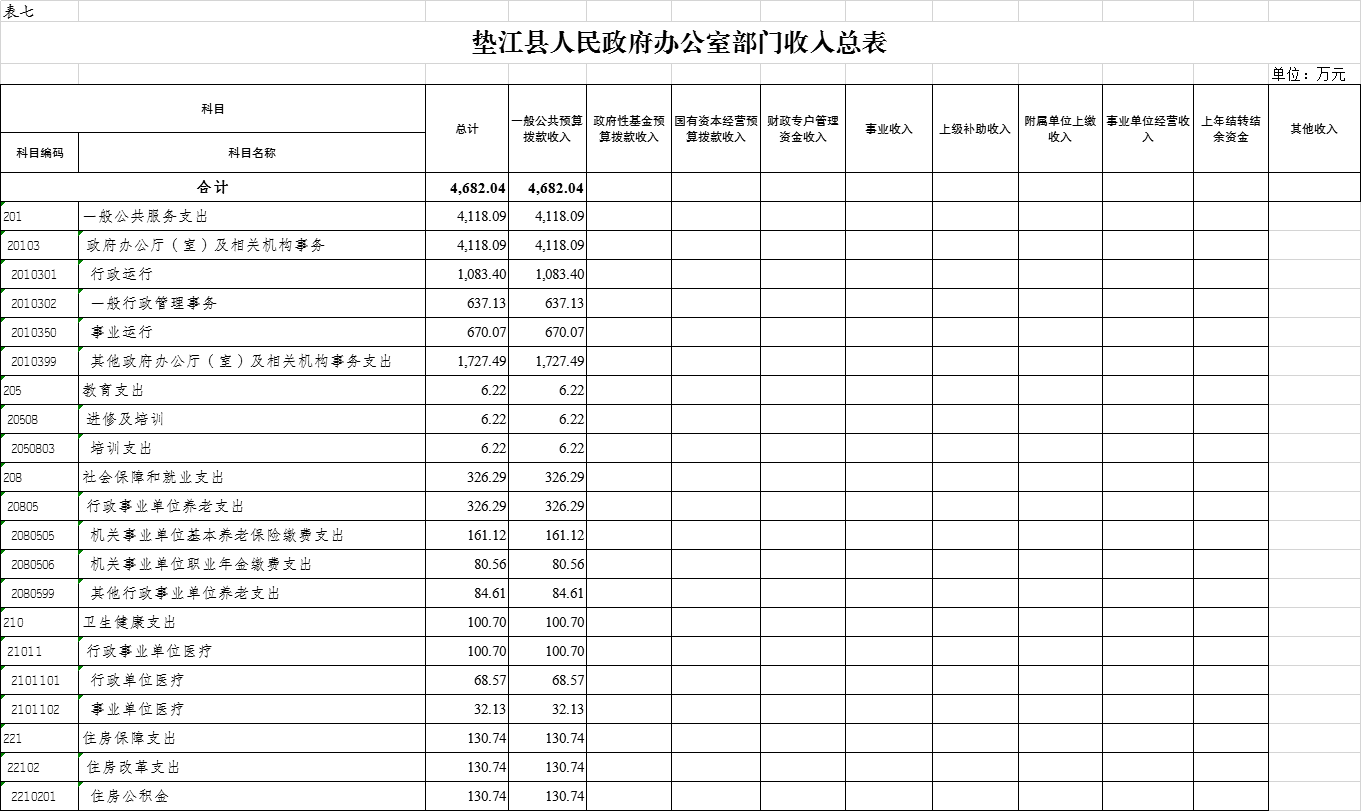 表七
垫江县人民政府办公室部门收入总表
单位：万元
科目 总计 一般公共预算拨款收入 政府性基金预算拨款收入 国有资本经营预算拨款收入 财政专户管理资金收入 事业收入 上级补助收入 附属单位上缴收入 事业单位经营收入 上年结转结余资金 其他收入
科目编码 科目名称
合计 4,682.04 4,682.04
201 一般公共服务支出 4,118.09 4,118.09
20103 政府办公厅（室）及相关机构事务 4,118.09 4,118.09
2010301 行政运行 1,083.40 1,083.40
2010302 一般行政管理事务 637.13 637.13
2010350 事业运行 670.07 670.07
2010399 其他政府办公厅（室）及相关机构事务支出 1,727.49 1,727.49
205 教育支出 6.22 6.22
20508 进修及培训 6.22 6.22
2050803 培训支出 6.22 6.22
208 社会保障和就业支出 326.29 326.29
20805 行政事业单位养老支出 326.29 326.29
2080505 机关事业单位基本养老保险缴费支出 161.12 161.12
2080506 机关事业单位职业年金缴费支出 80.56 80.56
2080599 其他行政事业单位养老支出 84.61 84.61
210 卫生健康支出 100.70 100.70
21011 行政事业单位医疗 100.70 100.70
2101101 行政单位医疗 68.57 68.57
2101102 事业单位医疗 32.13 32.13
221 住房保障支出 130.74 130.74
22102 住房改革支出 130.74 130.74
2210201 住房公积金 130.74 130.74